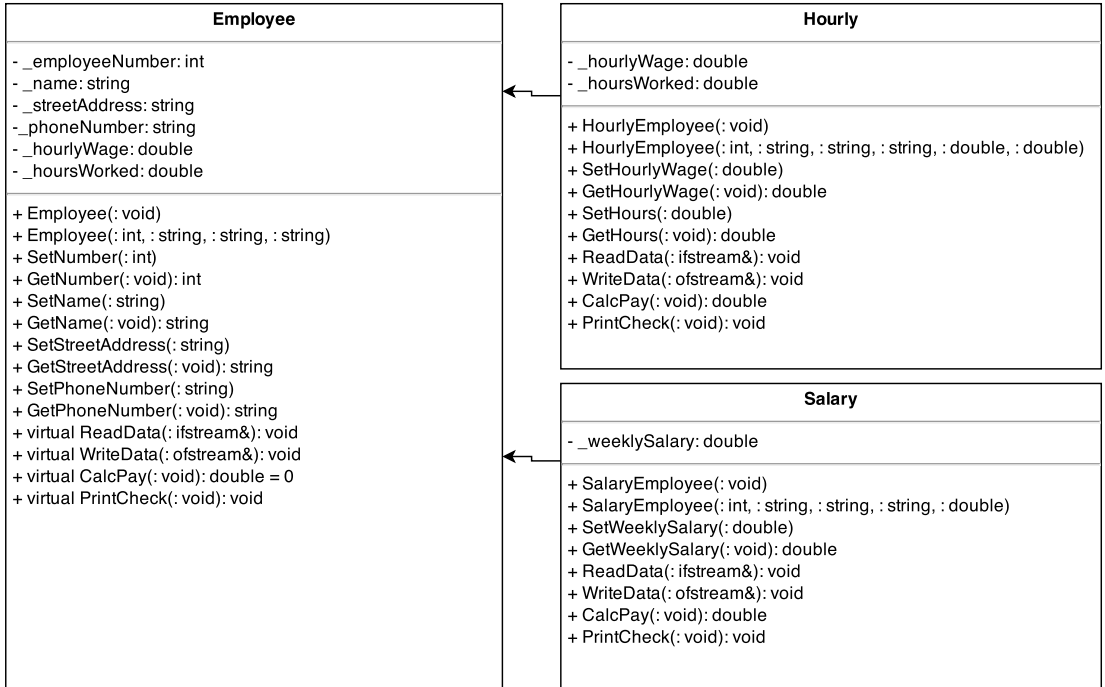 Employee
- _employeeNumber: int
- _name: string
- _streetAddress: string
-_phoneNumber: string
- _hourlyWage: double
- _hoursWorked: double
+ Employee(: void)
+ Employee(: int, : string, : string, : string)
+ SetNumber(: int)
+ GetNumber(: void): int
+ SetName(: string)
+ GetName(: void): string
+ SetStreetAddress(: string)
+ GetStreetAddress(: void): string
+ SetPhoneNumber(: string)
+ GetPhoneNumber(: void): string
+ virtual ReadData(: ifstream&): void
+ virtual WriteData(: ofstream&): void
+ virtual CalcPay(: void): double = 0
+ virtual PrintCheck(: void): void
Hourly
- _hourlyWage: double
- _hoursWorked: double
+ HourlyEmployee(: void)
+ HourlyEmployee(: int, : string, : string, : string, : double, : double)
+ SetHourlyWage(: double)
+ GetHourlyWage(: void): double
+ SetHours(: double)
+ GetHours(: void): double
+ ReadData(: ifstream&): void
+ WriteData(: ofstream&): void
+ CalcPay(: void): double
+ PrintCheck(: void): void
Salary
- _weeklySalary: double
+ SalaryEmployee(: void)
+ SalaryEmployee(: int, : string, : string, : string, : double)
+ SetWeeklySalary(: double)
+ GetWeeklySalary(: void): double
+ ReadData(: ifstream&): void
+ WriteData(: ofstream&): void
+ CalcPay(: void): double
+ PrintCheck(: void): void